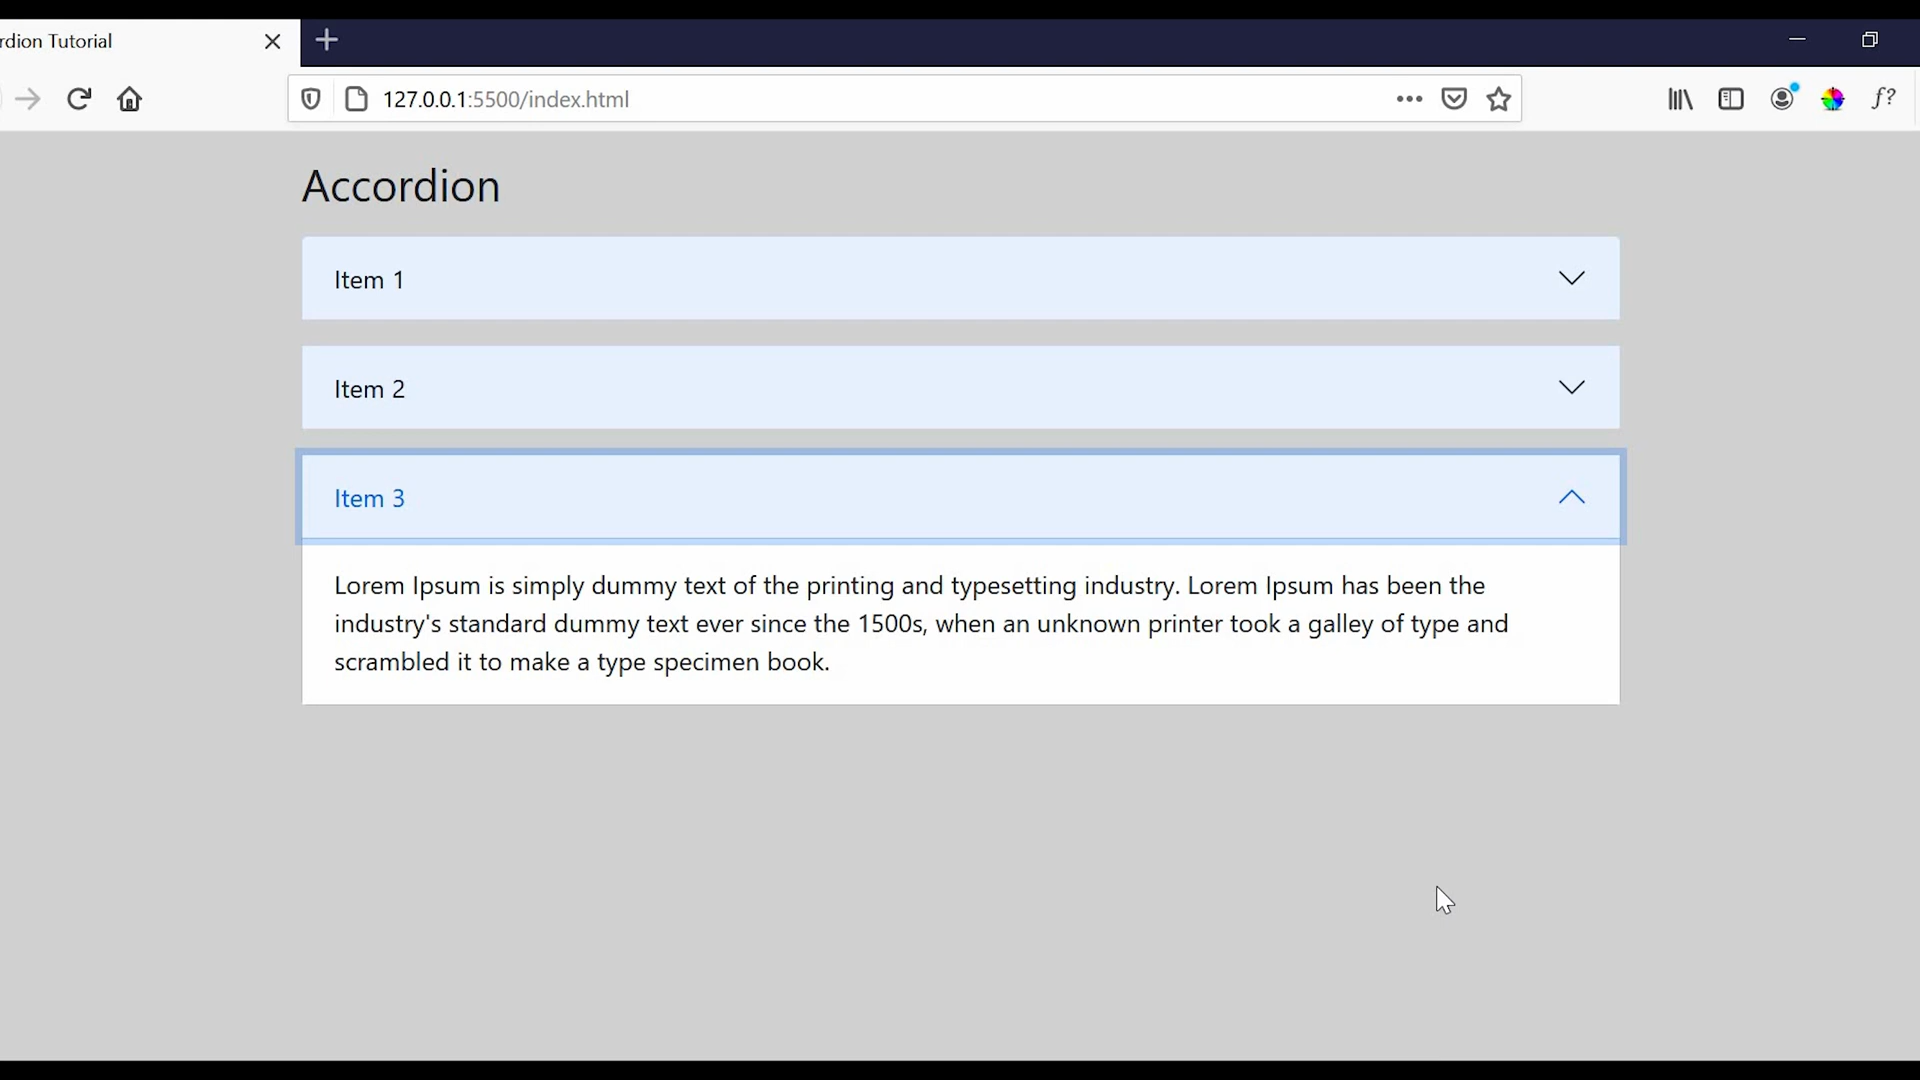 rdion Tutorial
127.0.0.1:5500/index.html
f?
Accordion
Item 1
Item 2
Item 3
Lorem Ipsum is simply dummy text of the printing and typesetting industry. Lorem Ipsum has been the
industry's standard dummy text ever since the 1500s, when an unknown printer took a galley of type and
scrambled it to make a type specimen book.